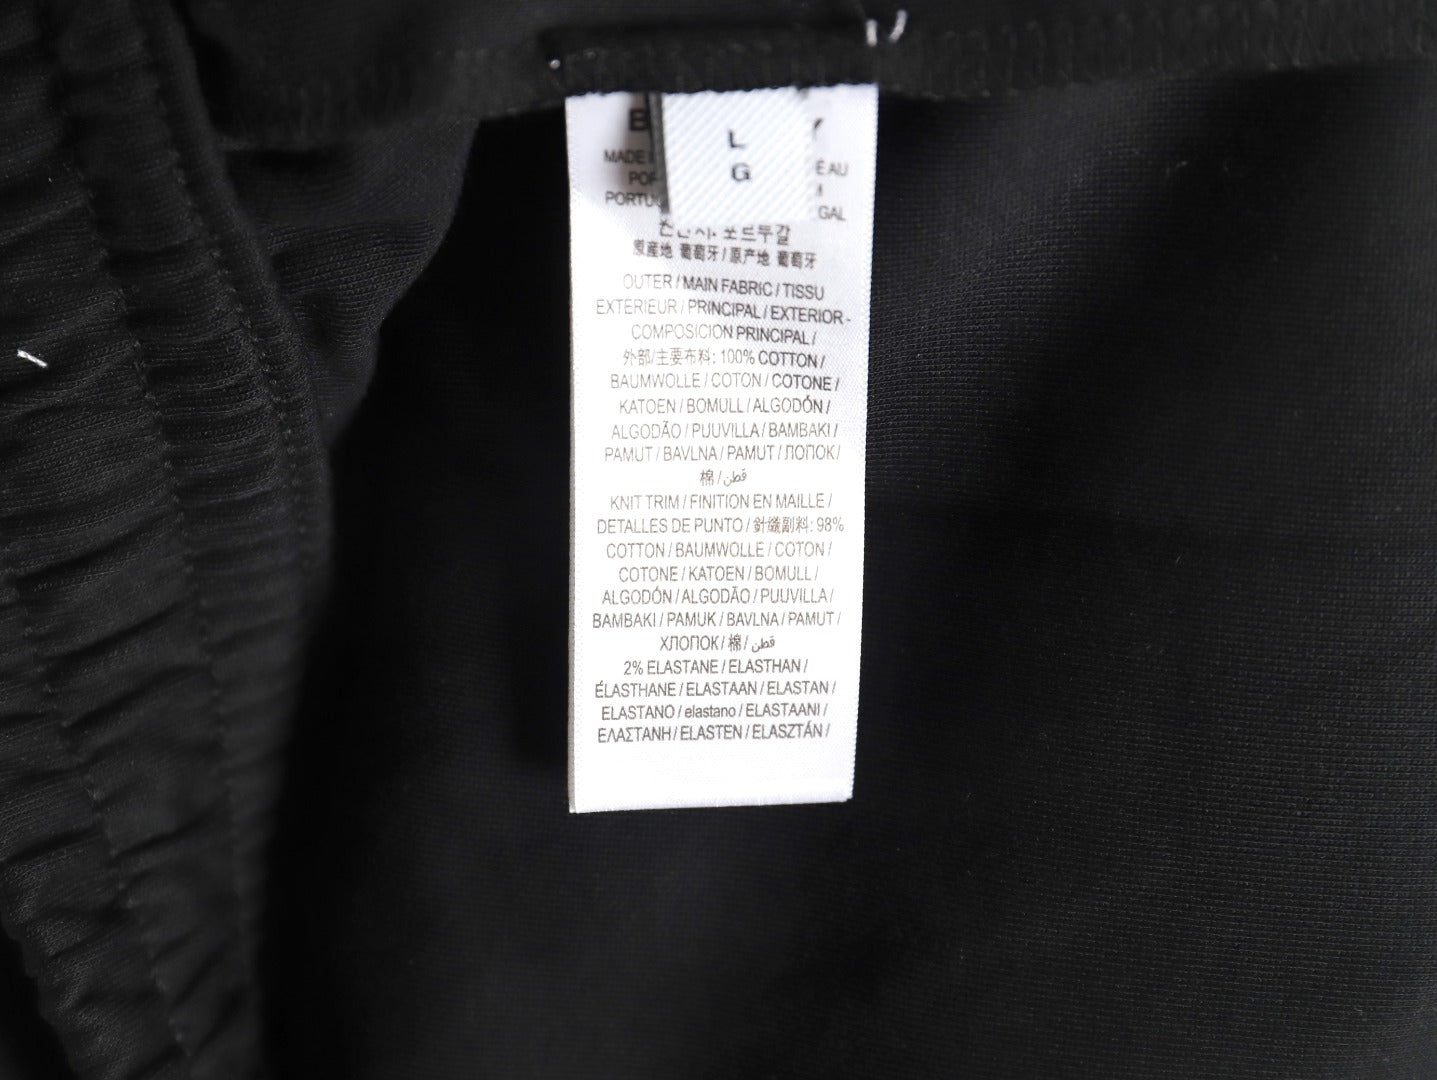 L
G
MADE
PORTU
GAL
原産地 葡萄牙/原产地 葡萄牙
OUTER/MAIN FABRIC/TISSU
EXTÉRIEUR/PRINCIPAL/EXTERIOR-
COMPOSICIÓN PRINCIPAL/
外部/主要布料: 100% COTTON/
BAUMWOLLE/COTON/COTONE/
KATOEN/BOMULL/ALGODÓN/
ALGODÃO/PUUVILLA/BAMBAKI/
PAMUT/BAVLNA/PAMUT/ЛОПОК/
棉/قطن
KNIT TRIM/FINITION EN MAILLE/
DETALLES DE PUNTO/針織副料: 98%
COTTON/BAUMWOLLE/COTON/
COTONE/KATOEN/BOMULL/
ALGODÓN/ALGODÃO/PUUVILLA/
BAMBAKI/PAMUK/BAVLNA/PAMUT/
ХЛОПОК/棉/قطن
2% ELASTANE/ELASTHAN/
ÉLASTHANE/ELASTAAN/ELASTAN/
ELASTANO/elastano/ELASTAANI/
ΕΛΑΣΤΑΝΗ/ELASTEN/ELASZTÁN/